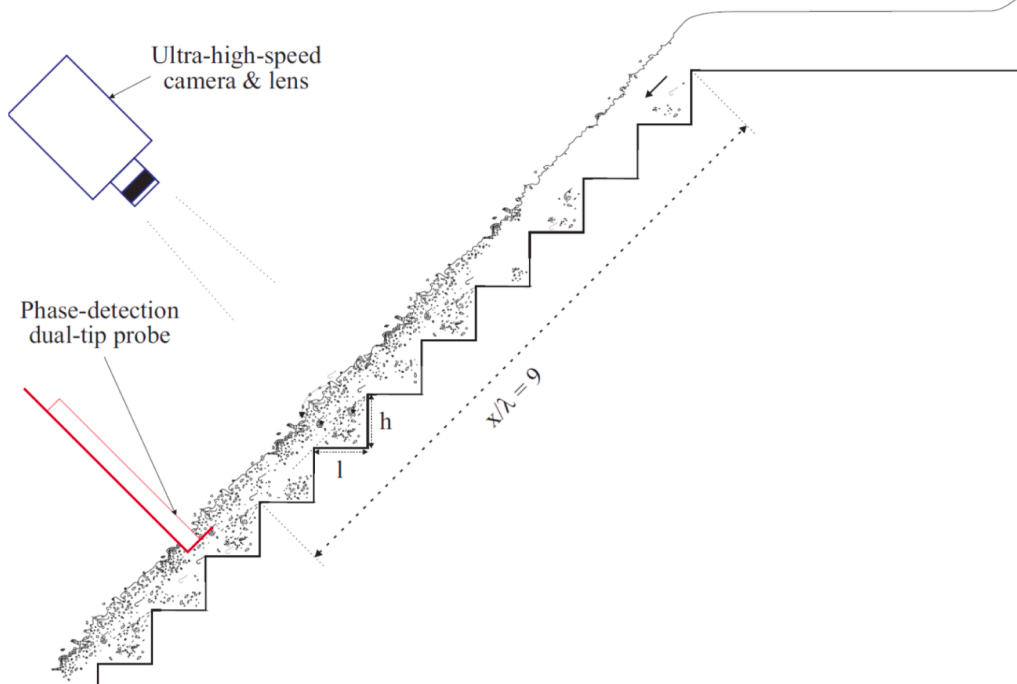 Ultra-high-speed
camera & lens
Phase-detection
dual-tip probe
x/λ = 9
h
l